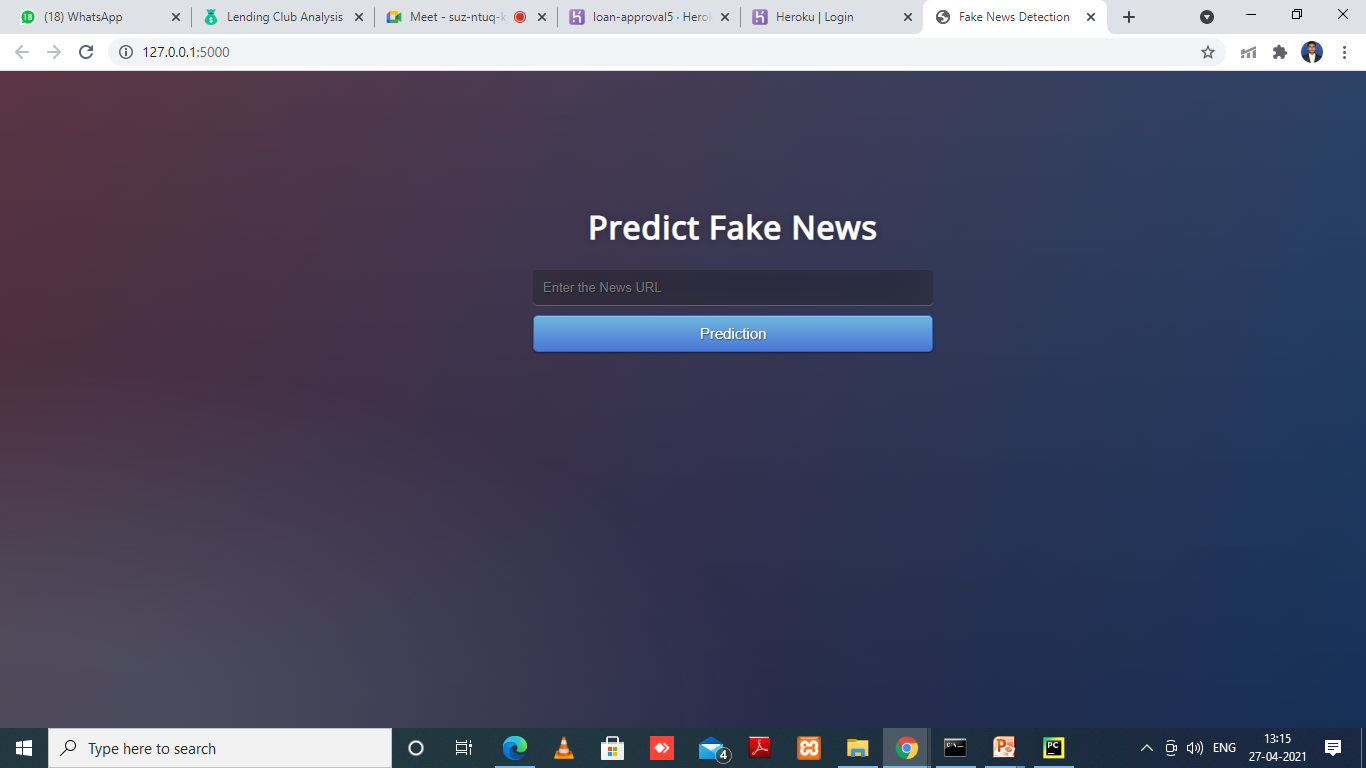 (18) WhatsApp
Lending Club Analysis
Meet - suz-ntuq-k
loan-approval5 · Hero
Heroku | Login
Fake News Detection
127.0.0.1:5000
Predict Fake News
Enter the News URL
Prediction
Type here to search
4
PC
ENG
13:15
27-04-2021